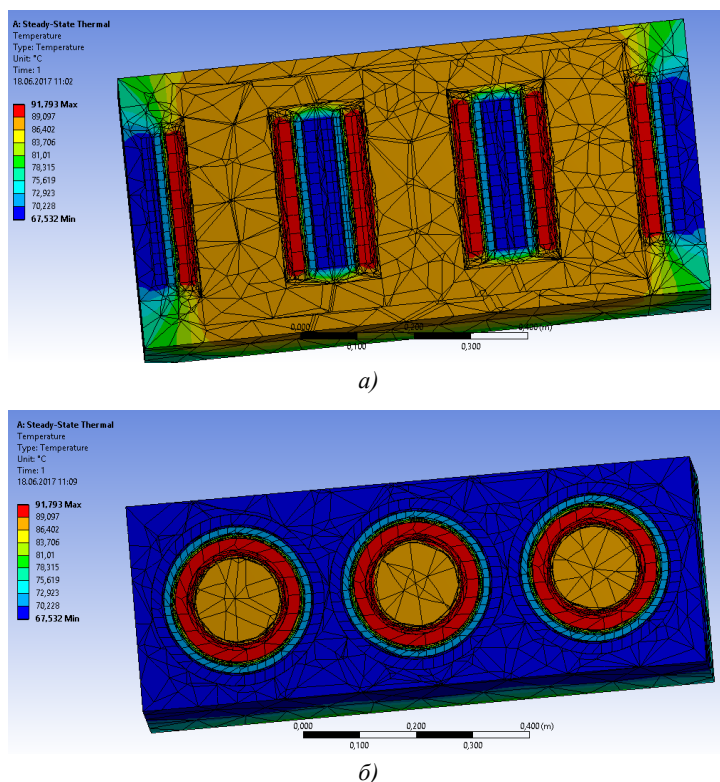 A: Steady-State Thermal
Temperature
Type: Temperature
Unit: °C
Time: 1
18.06.2017 11:02
91,793 Max
89,097
86,402
83,706
81,01
78,315
75,619
72,923
70,228
67,532 Min
0,000
0,200
0,400 (m)
0,100
0,300
а)
A: Steady-State Thermal
Temperature
Type: Temperature
Unit: °C
Time: 1
18.06.2017 11:09
91,793 Max
89,097
86,402
83,706
81,01
78,315
75,619
72,923
70,228
67,532 Min
0,000
0,200
0,400 (m)
0,100
0,300
б)